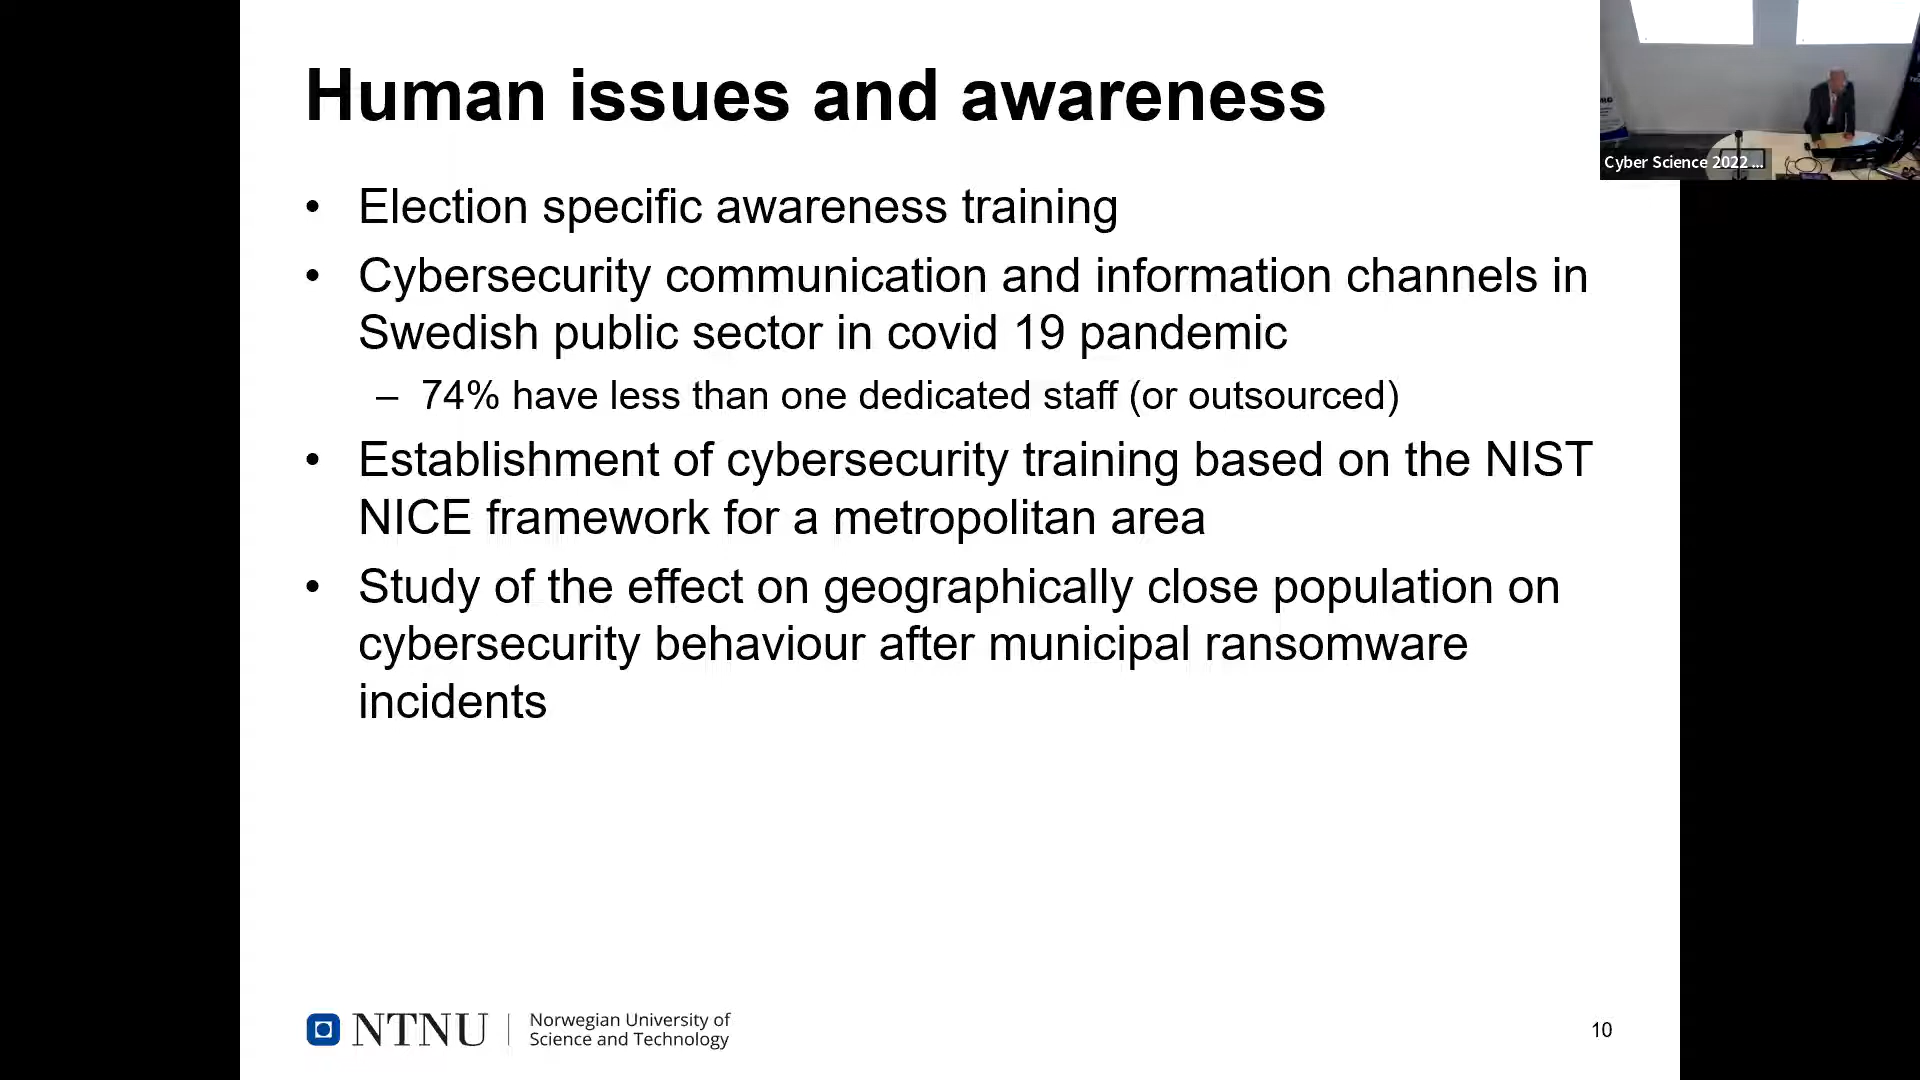 Human issues and awareness
• Election specific awareness training
• Cybersecurity communication and information channels in
Swedish public sector in covid 19 pandemic
– 74% have less than one dedicated staff (or outsourced)
• Establishment of cybersecurity training based on the NIST
NICE framework for a metropolitan area
• Study of the effect on geographically close population on
cybersecurity behaviour after municipal ransomware
incidents
Cyber Science 2022 ...
NTNU
Norwegian University of
Science and Technology
10